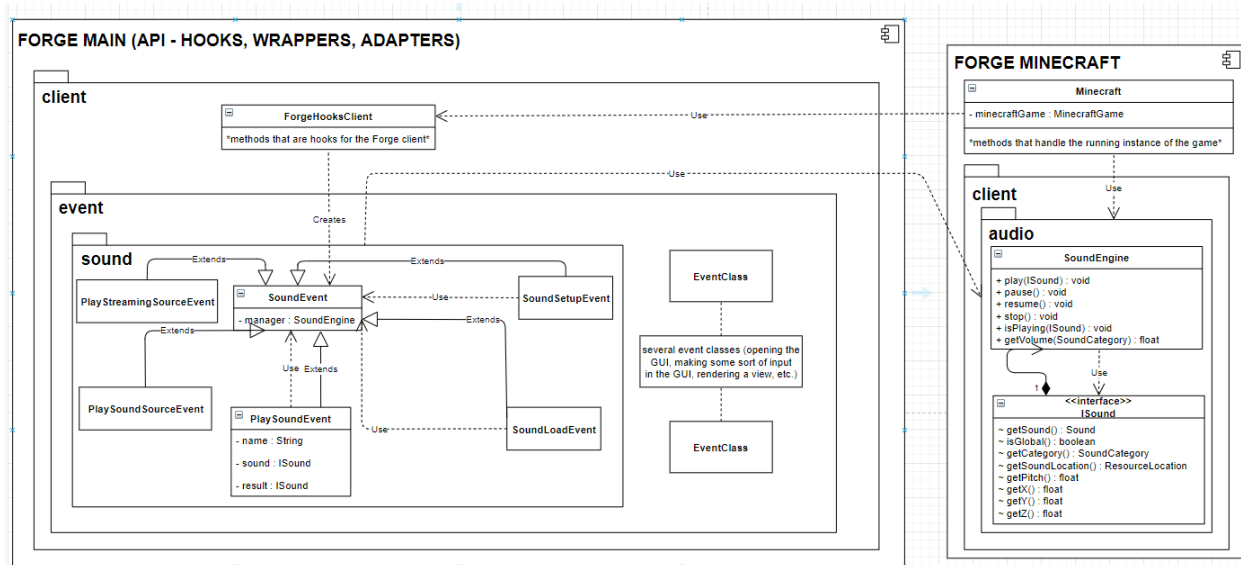 FORGE MAIN (API - HOOKS, WRAPPERS, ADAPTERS)
client
ForgeHooksClient
*methods that are hooks for the Forge client*
Use
Use
Creates
event
sound
Extends
Extends
PlayStreamingSourceEvent
SoundEvent
- manager : SoundEngine
Use
SoundSetupEvent
Extends
Extends
Use
Extends
PlaySoundSourceEvent
PlaySoundEvent
- name : String
- sound : ISound
- result : ISound
Use
SoundLoadEvent
EventClass
several event classes (opening the
GUI, making some sort of input
in the GUI, rendering a view, etc.)
EventClass
FORGE MINECRAFT
Minecraft
- minecraftGame : MinecraftGame
*methods that handle the running instance of the game*
Use
client
audio
SoundEngine
+ play(ISound) : void
+ pause() : void
+ resume() : void
+ stop() : void
+ isPlaying(ISound) : void
+ getVolume(SoundCategory) : float
Use
1
<<interface>>
ISound
~ getSound() : Sound
~ isGlobal() : boolean
~ getCategory() : SoundCategory
~ getSoundLocation() : ResourceLocation
~ getPitch() : float
~ getX() : float
~ getY() : float
~ getZ() : float